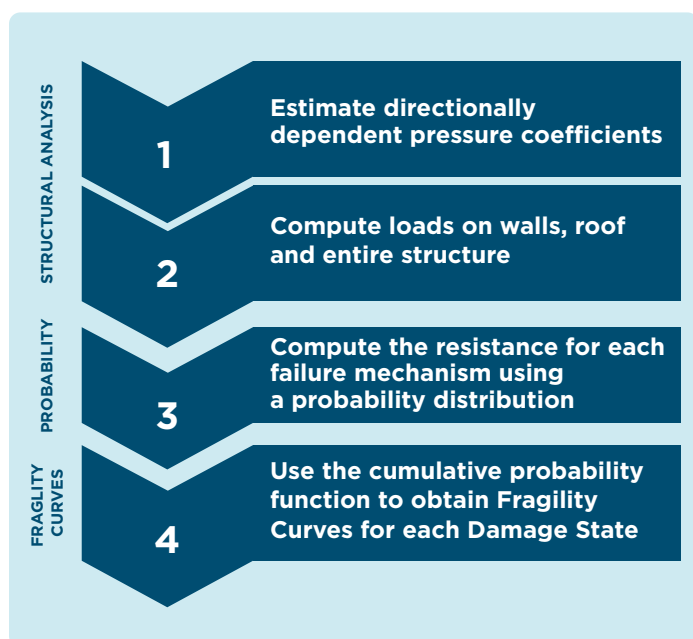 STRUCTURAL ANALYSIS
1
Estimate directionally
dependent pressure coefficients
2
Compute loads on walls, roof
and entire structure
PROBABILITY
3
Compute the resistance for each
failure mechanism using
a probability distribution
FRAGLITY
CURVES
4
Use the cumulative probability
function to obtain Fragility
Curves for each Damage State